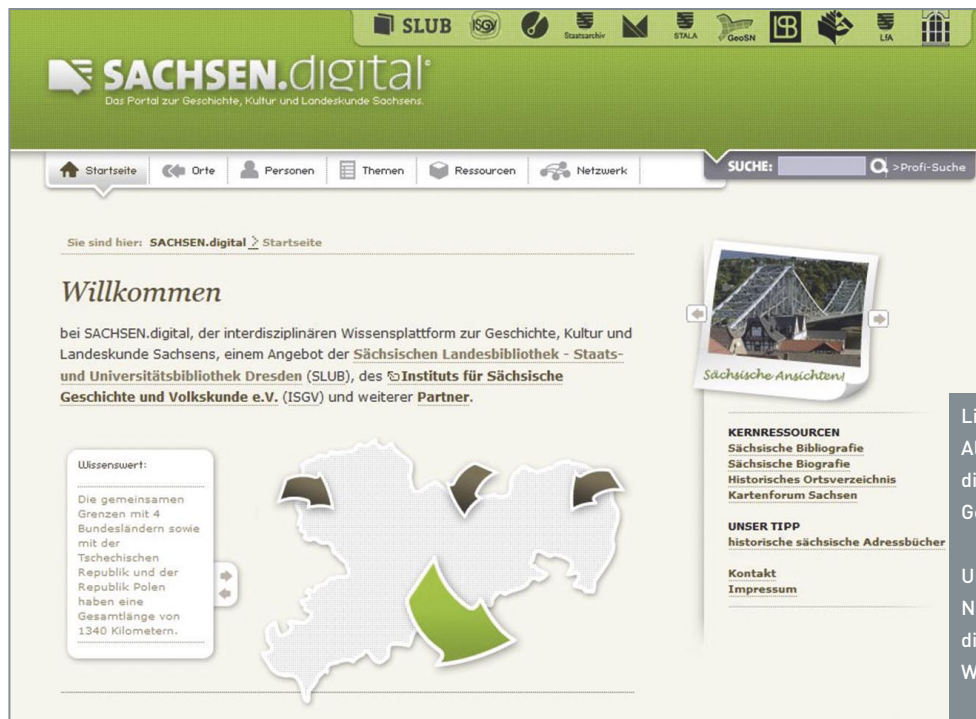 SLUB ISGV Staatsarchiv STALA GeoSN LSB LfA
SACHSEN.digital
Das Portal zur Geschichte, Kultur und Landeskunde Sachsens.
Startseite Orte Personen Themen Ressourcen Netzwerk
SUCHE: >Profi-Suche
Sie sind hier: SACHSEN.digital > Startseite
Willkommen
bei SACHSEN.digital, der interdisziplinären Wissensplattform zur Geschichte, Kultur und
Landeskunde Sachsens, einem Angebot der Sächsischen Landesbibliothek - Staats-
und Universitätsbibliothek Dresden (SLUB), des Instituts für Sächsische
Geschichte und Volkskunde e.V. (ISGV) und weiterer Partner.
Wissenswert:
Die gemeinsamen
Grenzen mit 4
Bundesländern sowie
mit der
Tschechischen
Republik und der
Republik Polen
haben eine
Gesamtlänge von
1340 Kilometern.
Sächsische Ansichten!
KERNRESSOURCEN
Sächsische Bibliografie
Sächsische Biografie
Historisches Ortsverzeichnis
Kartenforum Sachsen
UNSER TIPP
historische sächsische Adressbücher
Kontakt
Impressum